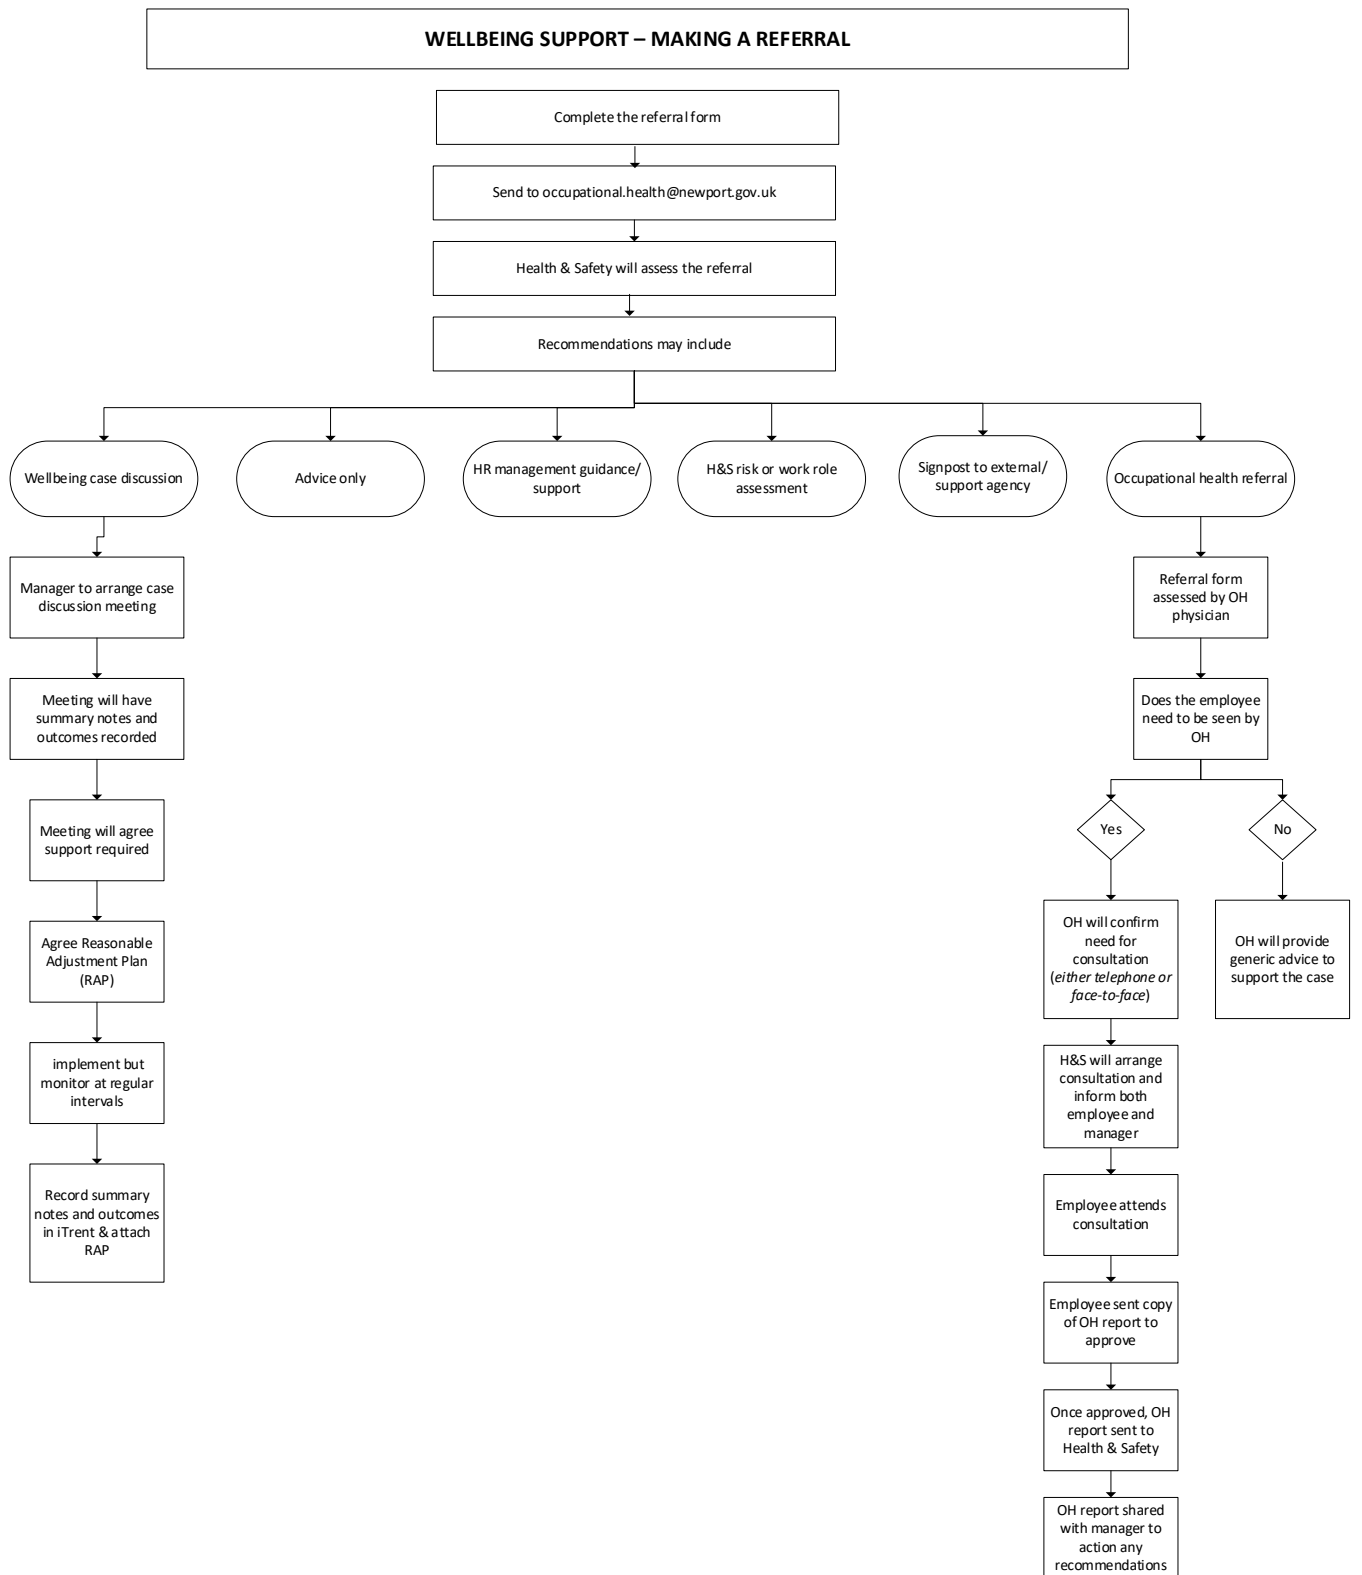 WELLBEING SUPPORT – MAKING A REFERRAL
Complete the referral form
Send to occupational.health@newport.gov.uk
Health & Safety will assess the referral
Recommendations may include
Wellbeing case discussion
Advice only
HR management guidance/
support
H&S risk or work role
assessment
Signpost to external/
support agency
Occupational health referral
Manager to arrange case
discussion meeting
Meeting will have
summary notes and
outcomes recorded
Meeting will agree
support required
Agree Reasonable
Adjustment Plan
(RAP)
implement but
monitor at regular
intervals
Record summary
notes and outcomes
in iTrent & attach
RAP
Referral form
assessed by OH
physician
Does the employee
need to be seen by
OH
Yes
No
OH will confirm
need for
consultation
(either telephone or
face-to-face)
OH will provide
generic advice to
support the case
H&S will arrange
consultation and
inform both
employee and
manager
Employee attends
consultation
Employee sent copy
of OH report to
approve
Once approved, OH
report sent to
Health & Safety
OH report shared
with manager to
action any
recommendations